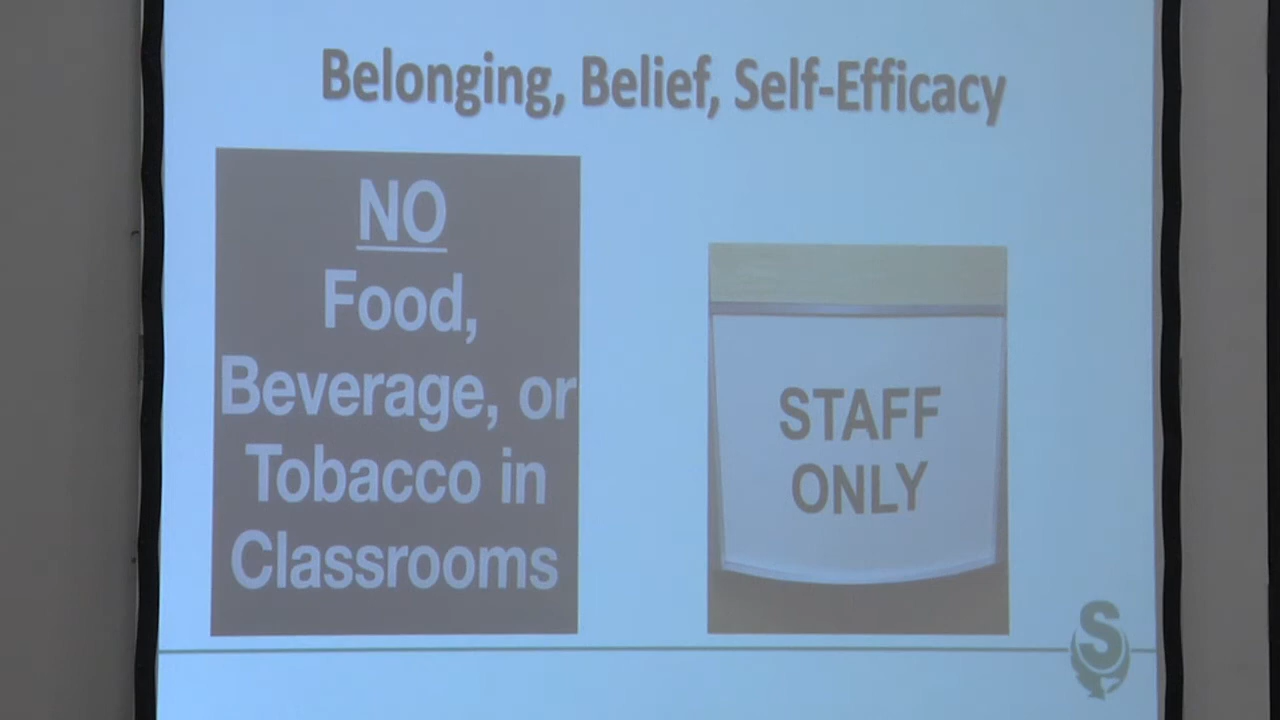 Belonging, Belief, Self-Efficacy
NO
Food,
Beverage, or
Tobacco in
Classrooms
STAFF
ONLY
S